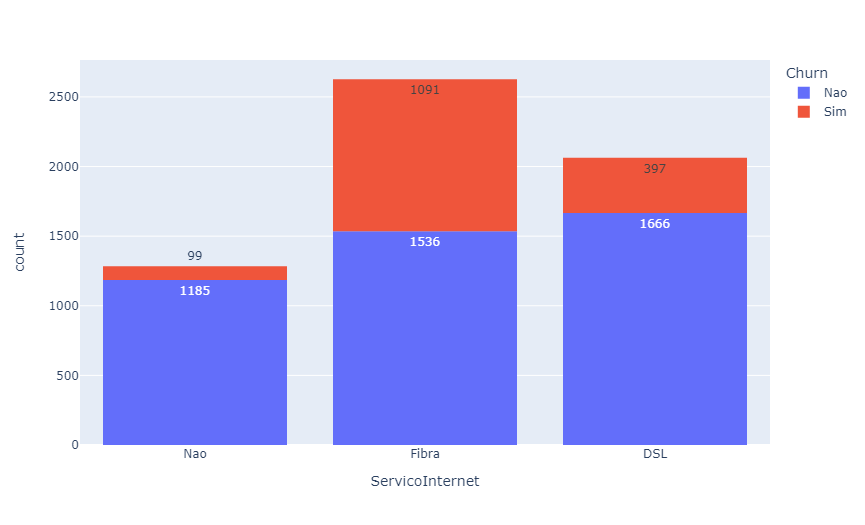 Churn
Nao
Sim
2500
2000
1500
1000
500
0
count
1091
1536
397
1666
99
1185
Nao
Fibra
DSL
ServicoInternet